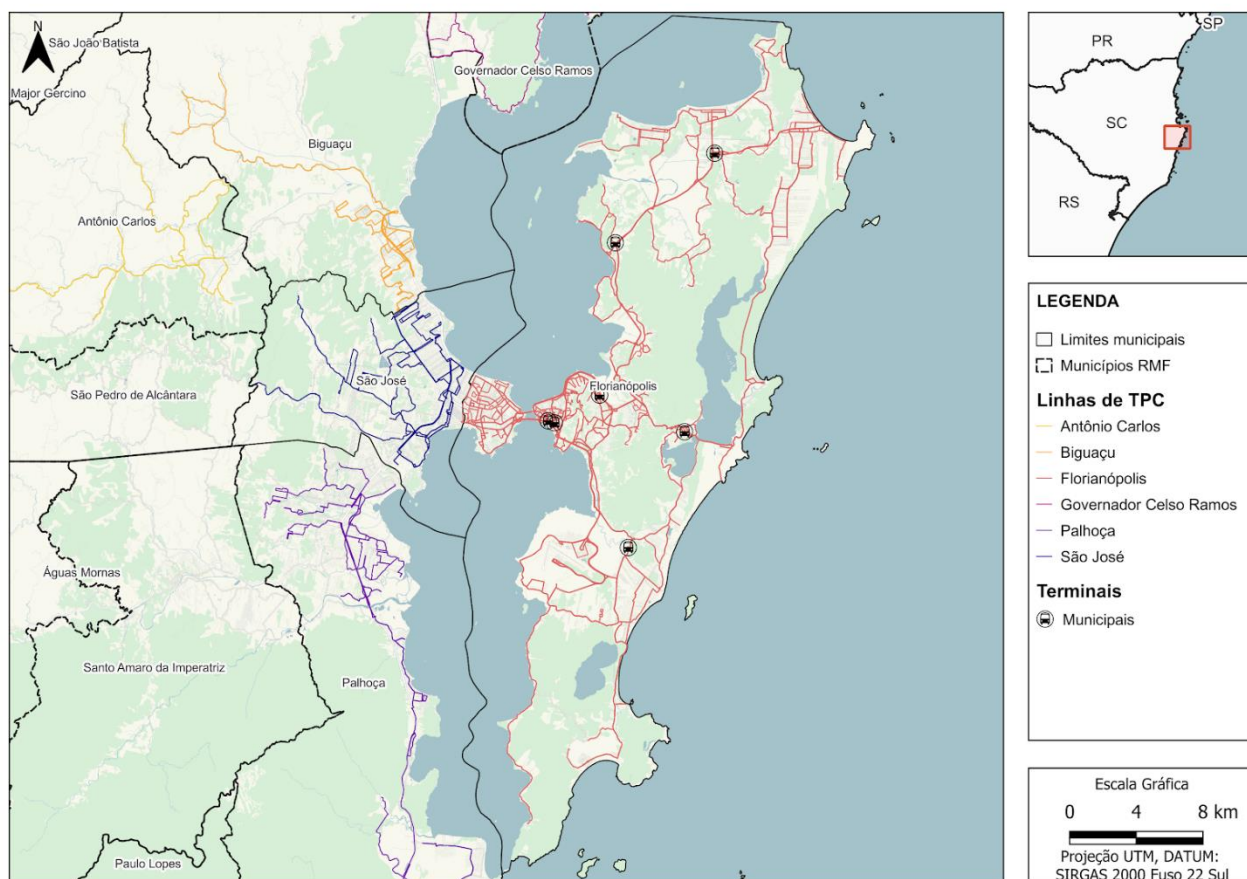 N
São João Batista
Major Gercino
Governador Celso Ramos
Biguaçu
Antônio Carlos
São José
São Pedro de Alcântara
Florianópolis
Águas Mornas
Santo Amaro da Imperatriz
Palhoça
Paulo Lopes
SP
PR
SC
RS
LEGENDA
Limites municipais
Municípios RMF
Linhas de TPC
Antônio Carlos
Biguaçu
Florianópolis
Governador Celso Ramos
Palhoça
São José
Terminais
Municipais
Escala Gráfica
0 4 8 km
Projeção UTM, DATUM:
SIRGAS 2000 Fuso 22 Sul